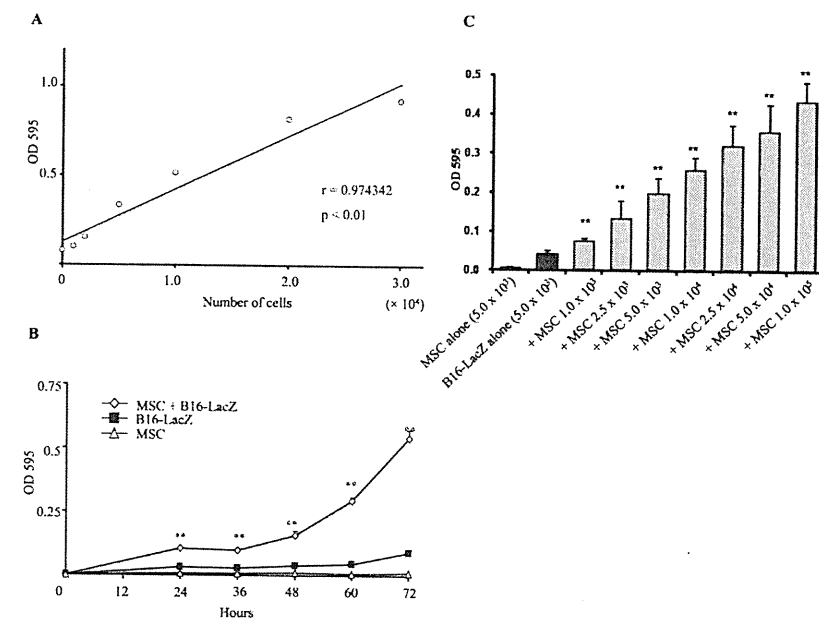 A
1.0
0.5
OD 595
r = 0.974342
p < 0.01
0
1.0
2.0
3.0
Number of cells
(× 10⁴)
B
0.75
0.5
0.25
OD 595
MSC + B16-LacZ
B16-LacZ
MSC
**
**
**
**
**
0
12
24
36
48
60
72
Hours
C
0.5
0.4
0.3
0.2
0.1
0.0
OD 595
**
**
**
**
**
**
**
MSC alone (5.0 x 10³)
B16-LacZ alone (5.0 x 10³)
+ MSC 1.0 x 10³
+ MSC 2.5 x 10³
+ MSC 5.0 x 10³
+ MSC 1.0 x 10⁴
+ MSC 2.5 x 10⁴
+ MSC 5.0 x 10⁴
+ MSC 1.0 x 10⁵